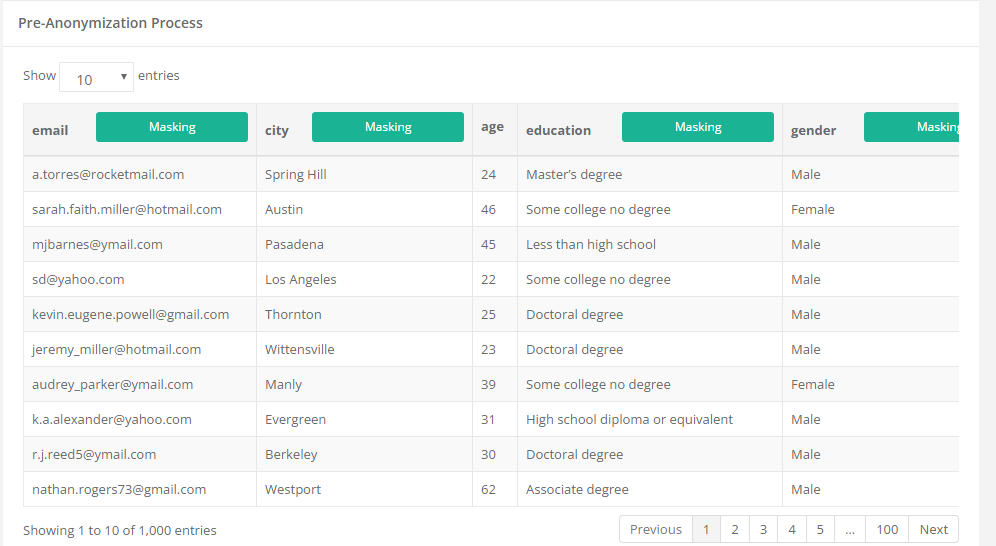 Pre-Anonymization Process
Show 10 entries
email Masking city Masking age education Masking gender Masking
a.torres@rocketmail.com Spring Hill 24 Master's degree Male
sarah.faith.miller@hotmail.com Austin 46 Some college no degree Female
mjbarnes@ymail.com Pasadena 45 Less than high school Male
sd@yahoo.com Los Angeles 22 Some college no degree Male
kevin.eugene.powell@gmail.com Thornton 25 Doctoral degree Male
jeremy_miller@hotmail.com Wittensville 23 Doctoral degree Male
audrey_parker@ymail.com Manly 39 Some college no degree Female
k.a.alexander@yahoo.com Evergreen 31 High school diploma or equivalent Male
r.j.reed5@ymail.com Berkeley 30 Doctoral degree Male
nathan.rogers73@gmail.com Westport 62 Associate degree Male
Showing 1 to 10 of 1,000 entries Previous 1 2 3 4 5 ... 100 Next